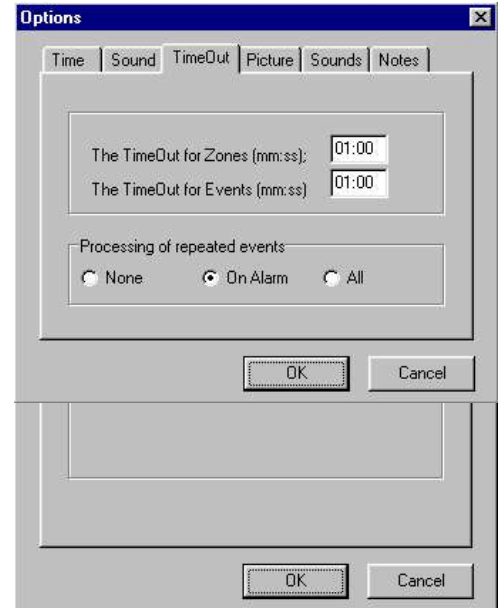 Options
Time Sound TimeOut Picture Sounds Notes
The TimeOut for Zones (mm:ss); 01:00
The TimeOut for Events (mm:ss) 01:00
Processing of repeated events
None On Alarm All
OK Cancel
OK Cancel